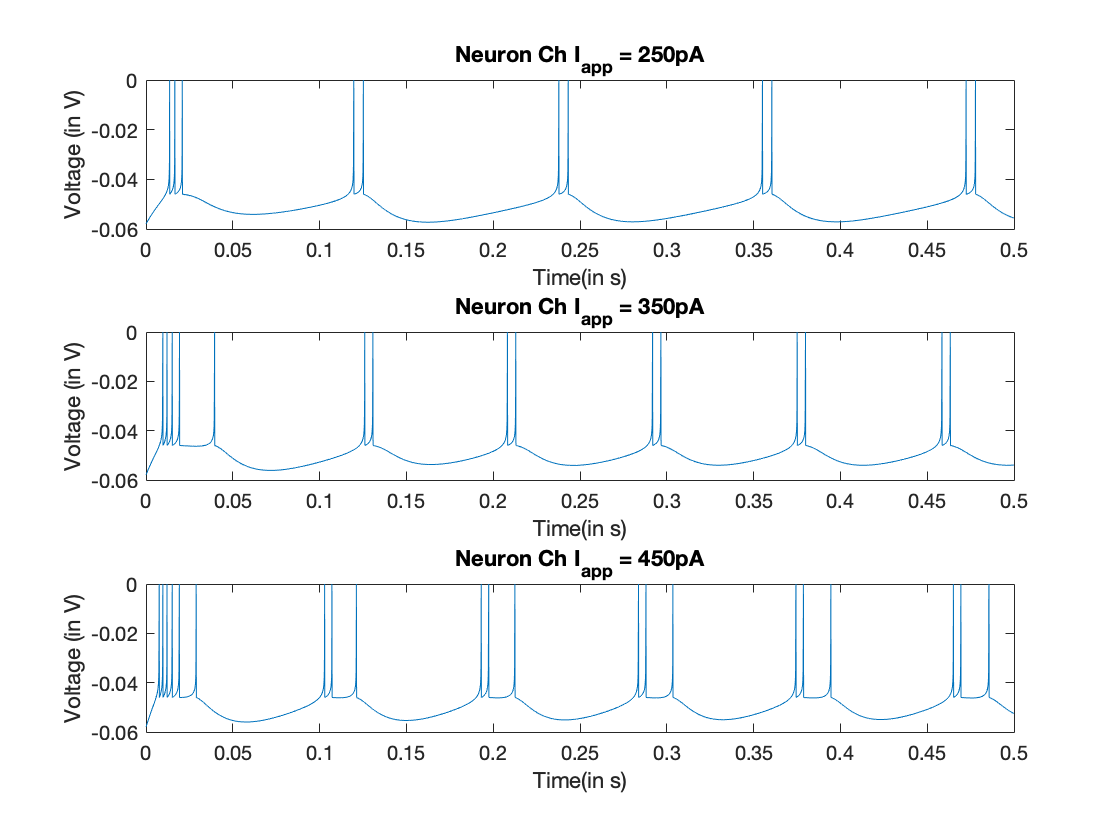 Neuron Ch I_app = 250pA
Voltage (in V)
0
-0.02
-0.04
-0.06
0 0.05 0.1 0.15 0.2 0.25 0.3 0.35 0.4 0.45 0.5
Time(in s)
Neuron Ch I_app = 350pA
Voltage (in V)
0
-0.02
-0.04
-0.06
0 0.05 0.1 0.15 0.2 0.25 0.3 0.35 0.4 0.45 0.5
Time(in s)
Neuron Ch I_app = 450pA
Voltage (in V)
0
-0.02
-0.04
-0.06
0 0.05 0.1 0.15 0.2 0.25 0.3 0.35 0.4 0.45 0.5
Time(in s)